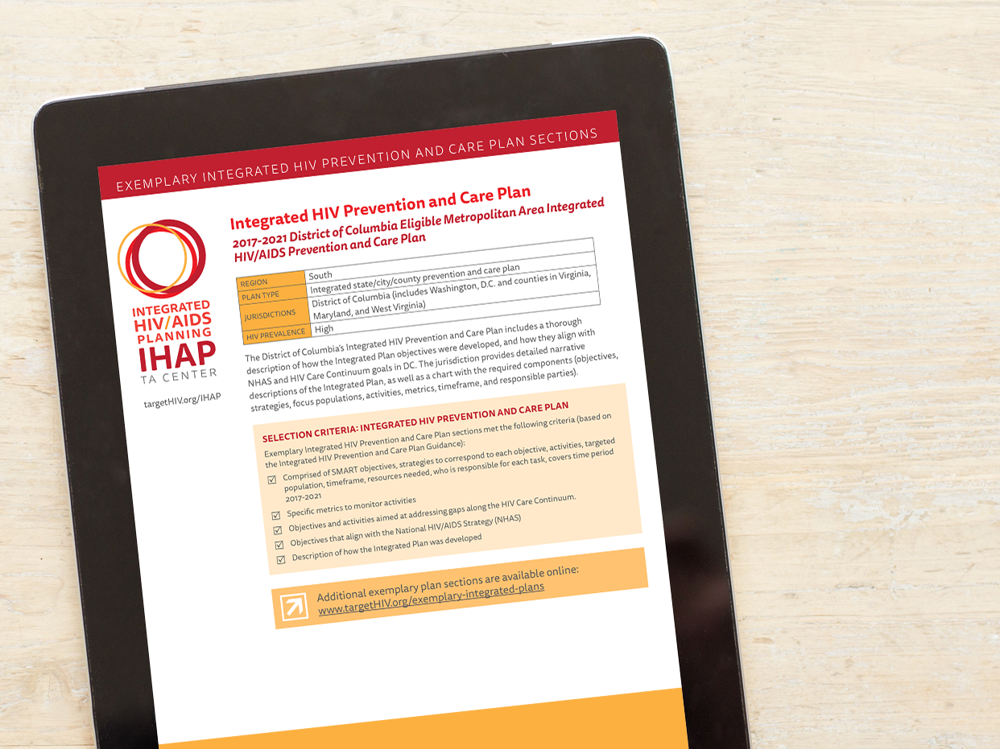 EXEMPLARY INTEGRATED HIV PREVENTION AND CARE PLAN SECTIONS
INTEGRATED
HIV/AIDS
PLANNING
IHAP
TA CENTER
targetHIV.org/IHAP
Integrated HIV Prevention and Care Plan
2017-2021 District of Columbia Eligible Metropolitan Area Integrated
HIV/AIDS Prevention and Care Plan
REGION South
PLAN TYPE Integrated state/city/county prevention and care plan
JURISDICTIONS District of Columbia (includes Washington, D.C. and counties in Virginia,
Maryland, and West Virginia)
HIV PREVALENCE High
The District of Columbia's Integrated HIV Prevention and Care Plan includes a thorough
description of how the Integrated Plan objectives were developed, and how they align with
NHAS and HIV Care Continuum goals in DC. The jurisdiction provides detailed narrative
descriptions of the Integrated Plan, as well as a chart with the required components (objectives,
strategies, focus populations, activities, metrics, timeframe, and responsible parties).
SELECTION CRITERIA: INTEGRATED HIV PREVENTION AND CARE PLAN
Exemplary Integrated HIV Prevention and Care Plan sections met the following criteria (based on
the Integrated HIV Prevention and Care Plan Guidance):
☑ Comprised of SMART objectives, strategies to correspond to each objective, activities, targeted
population, timeframe, resources needed, who is responsible for each task, covers time period
2017-2021
☑ Specific metrics to monitor activities
☑ Objectives and activities aimed at addressing gaps along the HIV Care Continuum.
☑ Objectives that align with the National HIV/AIDS Strategy (NHAS)
☑ Description of how the Integrated Plan was developed
Additional exemplary plan sections are available online:
www.targetHIV.org/exemplary-integrated-plans